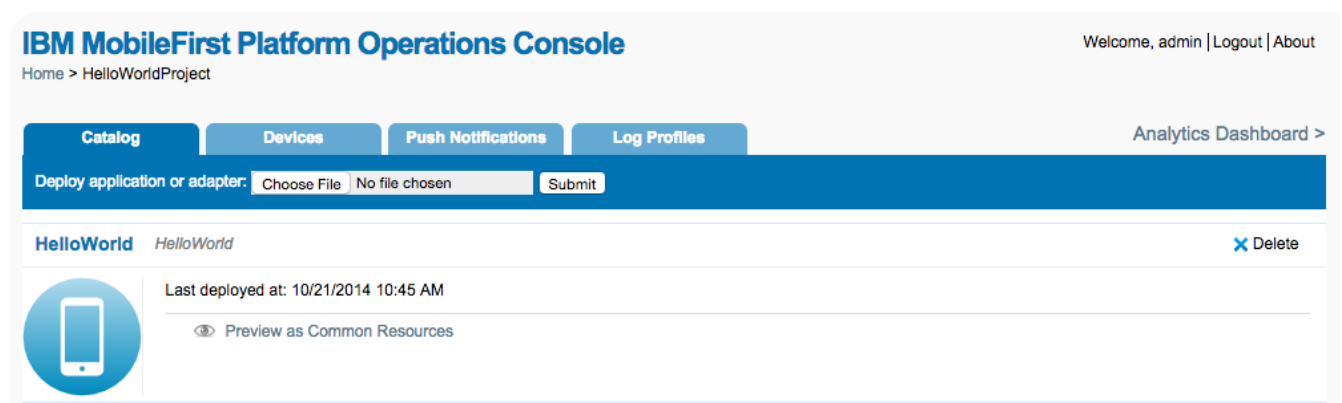 IBM MobileFirst Platform Operations Console
Welcome, admin | Logout | About
Home > HelloWorldProject
Catalog
Devices
Push Notifications
Log Profiles
Analytics Dashboard >
Deploy application or adapter: Choose File No file chosen Submit
HelloWorld HelloWorld
Delete
Last deployed at: 10/21/2014 10:45 AM
Preview as Common Resources